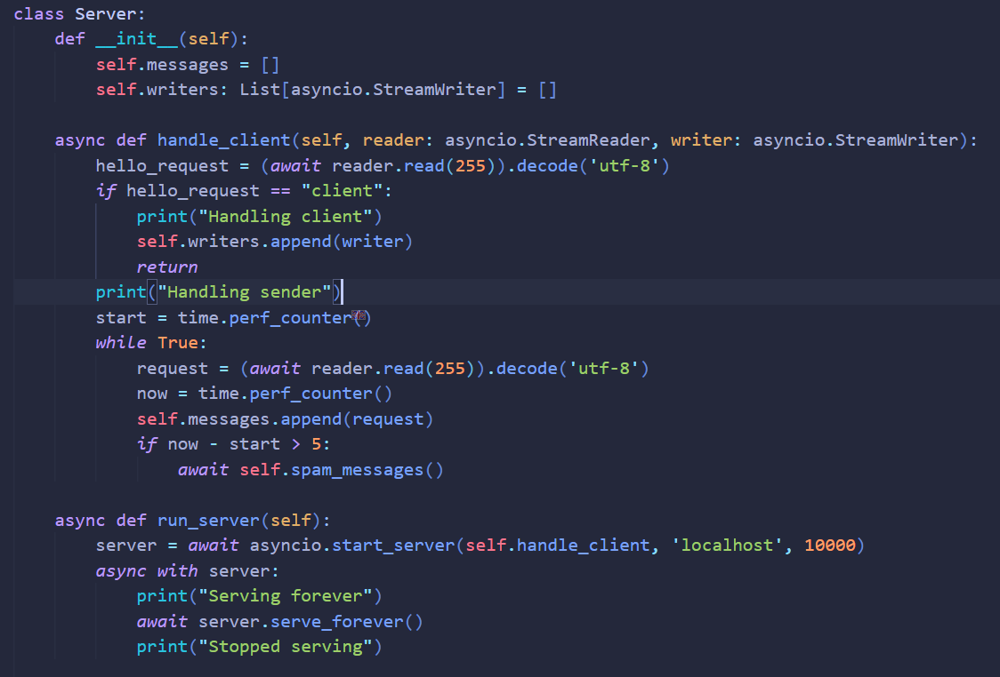 class Server:
    def __init__(self):
        self.messages = []
        self.writers: List[asyncio.StreamWriter] = []

    async def handle_client(self, reader: asyncio.StreamReader, writer: asyncio.StreamWriter):
        hello_request = (await reader.read(255)).decode('utf-8')
        if hello_request == "client":
            print("Handling client")
            self.writers.append(writer)
            return
        print("Handling sender")
        start = time.perf_counter()
        while True:
            request = (await reader.read(255)).decode('utf-8')
            now = time.perf_counter()
            self.messages.append(request)
            if now - start > 5:
                await self.spam_messages()

    async def run_server(self):
        server = await asyncio.start_server(self.handle_client, 'localhost', 10000)
        async with server:
            print("Serving forever")
            await server.serve_forever()
            print("Stopped serving")